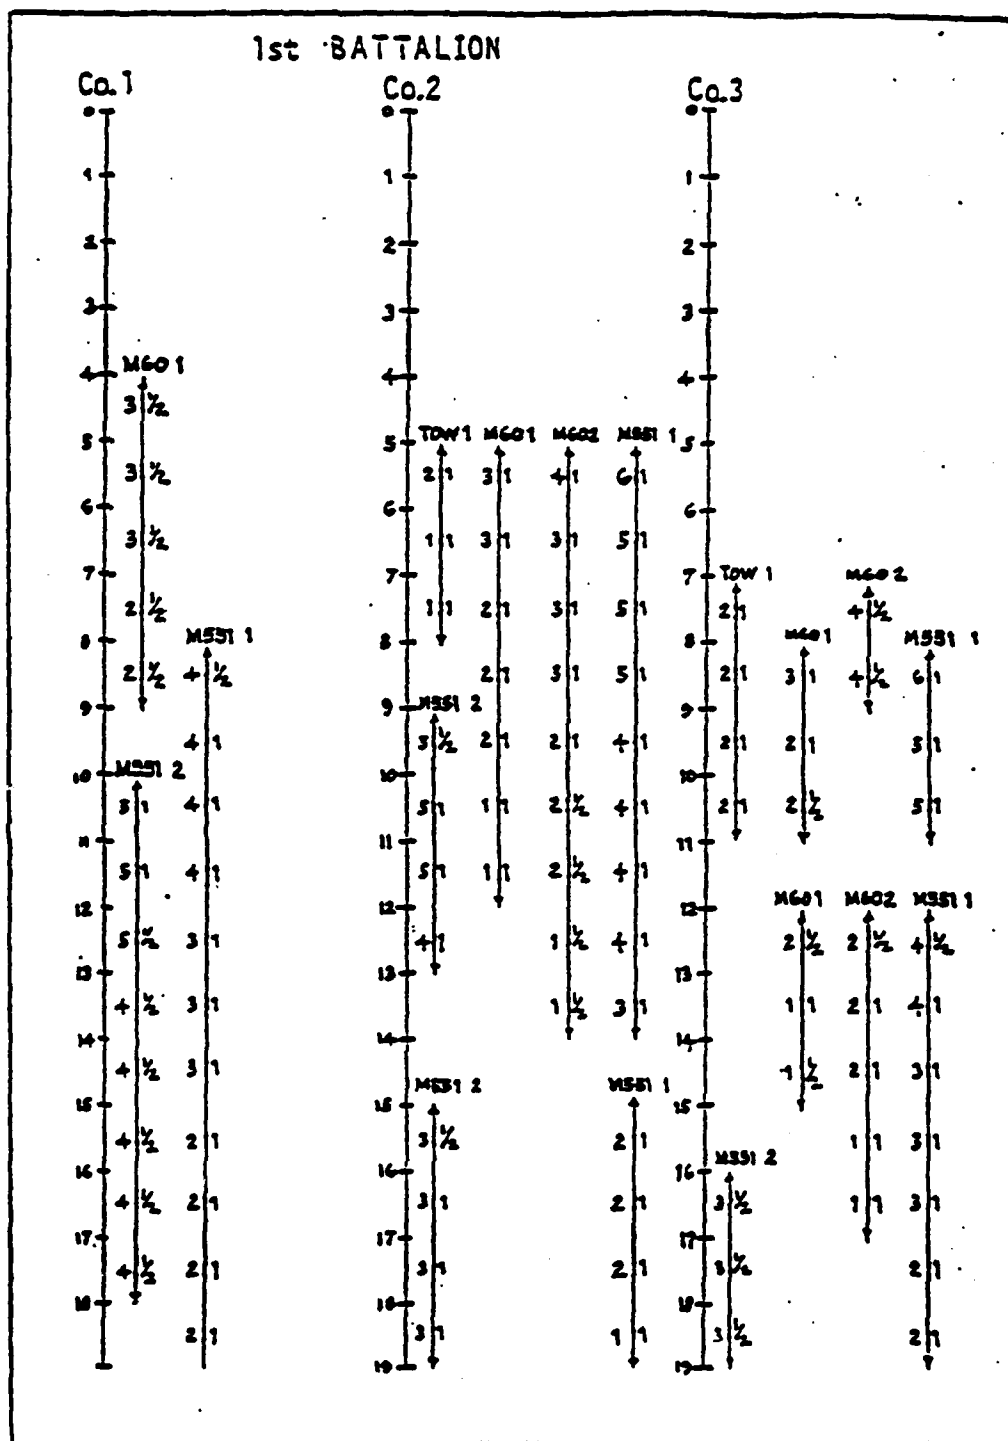 1st BATTALION
Co.1 Co.2 Co.3
0 0 0
1 1 1
2 2 2
3 3 3
4 M60 1 4 4
3 ½
5 5 TOW 1 M60 1 M60 2 M551 1 5
3 ½ 2 1 3 1 4 1 6 1
6 6 6
3 ½ 1 1 3 1 3 1 5 1
7 7 7 TOW 1 M60 2
2 ½ 1 1 2 1 3 1 5 1 2 1 4 ½
8 M551 1 8 8 M60 1 M551 1
2 ½ 4 ½ 2 1 3 1 5 1 2 1 3 1 4 ½ 6 1
9 9 M551 2 9
4 1 3 ½ 2 1 2 1 4 1 2 1 2 1 5 1
10 M551 2 10 10
3 1 4 1 5 1 1 1 2 ½ 4 1 2 1 2 ½ 5 1
11 11 11
5 1 4 1 5 1 1 1 2 ½ 4 1
12 12 12 M60 1 M60 2 M551 1
5 ½ 3 1 4 1 1 ½ 4 1 2 ½ 2 ½ 4 ½
13 13 13
4 ½ 3 1 1 ½ 3 1 1 1 2 1 4 1
14 14 14
4 ½ 3 1 1 ½ 2 1 3 1
15 15 M551 2 M551 1 15
4 ½ 2 1 3 ½ 2 1 1 1 3 1
16 16 16 M551 2
4 ½ 2 1 3 1 2 1 3 ½ 1 1 3 1
17 17 17
4 ½ 2 1 3 1 2 1 3 ½ 2 1
18 18 18
2 1 3 1 1 1 3 ½ 2 1
19 19